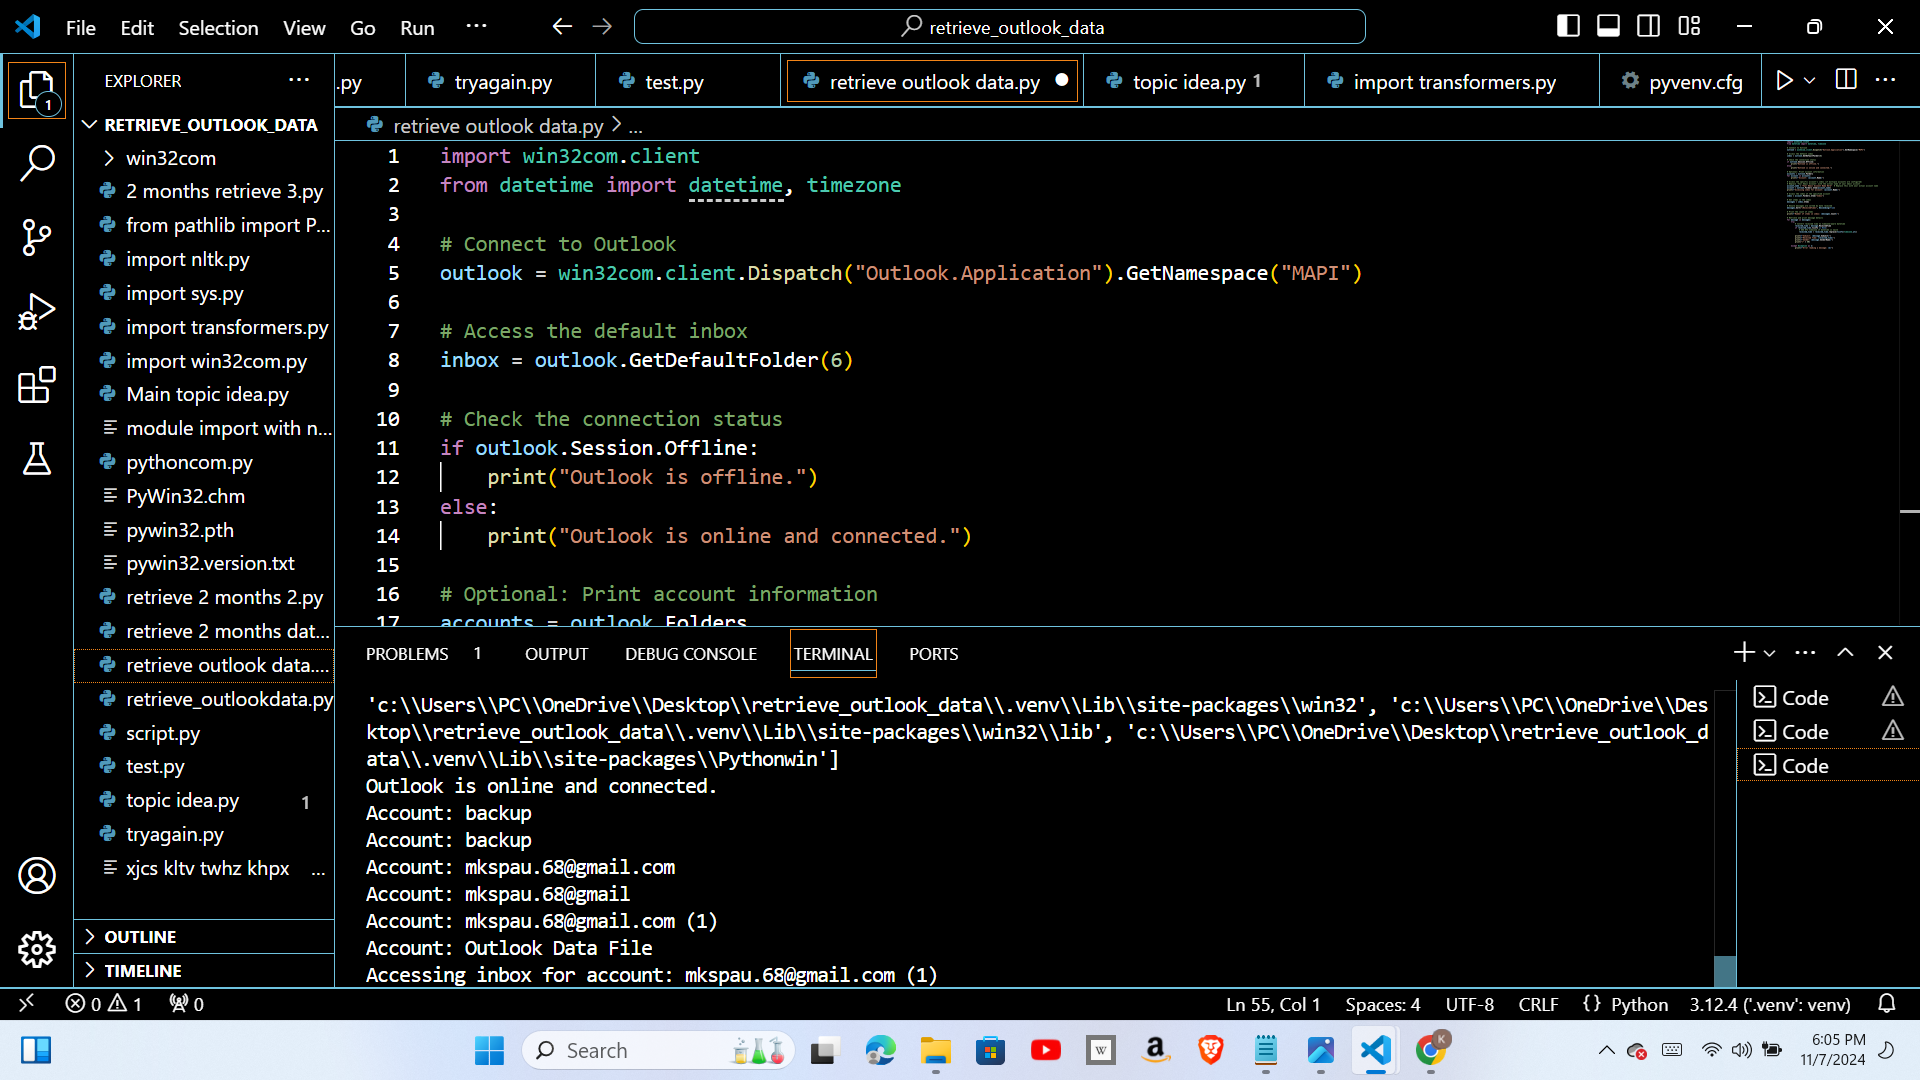 File Edit Selection View Go Run ··· retrieve_outlook_data
EXPLORER ···
.py tryagain.py test.py retrieve outlook data.py topic idea.py 1 import transformers.py pyvenv.cfg ···
retrieve outlook data.py > ...
RETRIEVE_OUTLOOK_DATA
win32com
2 months retrieve 3.py
from pathlib import P...
import nltk.py
import sys.py
import transformers.py
import win32com.py
Main topic idea.py
module import with n...
pythoncom.py
PyWin32.chm
pywin32.pth
pywin32.version.txt
retrieve 2 months 2.py
retrieve 2 months dat...
retrieve outlook data....
retrieve_outlookdata.py
script.py
test.py
topic idea.py 1
tryagain.py
xjcs kltv twhz khpx ...
OUTLINE
TIMELINE
1 import win32com.client
2 from datetime import datetime, timezone
3
4 # Connect to Outlook
5 outlook = win32com.client.Dispatch("Outlook.Application").GetNamespace("MAPI")
6
7 # Access the default inbox
8 inbox = outlook.GetDefaultFolder(6)
9
10 # Check the connection status
11 if outlook.Session.Offline:
12 print("Outlook is offline.")
13 else:
14 print("Outlook is online and connected.")
15
16 # Optional: Print account information
17 accounts = outlook.Folders
PROBLEMS 1 OUTPUT DEBUG CONSOLE TERMINAL PORTS
'c:\\Users\\PC\\OneDrive\\Desktop\\retrieve_outlook_data\\.venv\\Lib\\site-packages\\win32', 'c:\\Users\\PC\\OneDrive\\Des
ktop\\retrieve_outlook_data\\.venv\\Lib\\site-packages\\win32\\lib', 'c:\\Users\\PC\\OneDrive\\Desktop\\retrieve_outlook_d
ata\\.venv\\Lib\\site-packages\\Pythonwin']
Outlook is online and connected.
Account: backup
Account: backup
Account: mkspau.68@gmail.com
Account: mkspau.68@gmail
Account: mkspau.68@gmail.com (1)
Account: Outlook Data File
Accessing inbox for account: mkspau.68@gmail.com (1)
Code
Code
Code
0 1 0 Ln 55, Col 1 Spaces: 4 UTF-8 CRLF {} Python 3.12.4 ('.venv': venv)
Search
6:05 PM
11/7/2024